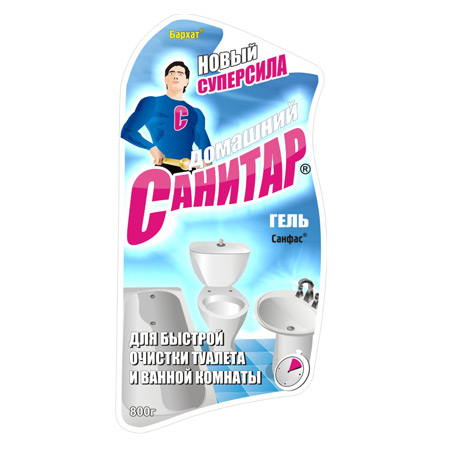 Бархат®
НОВЫЙ
СУПЕРСИЛА
С
ДОМАШНИЙ
САНИТАР®
ГЕЛЬ
Санфас®
ДЛЯ БЫСТРОЙ
ОЧИСТКИ ТУАЛЕТА
И ВАННОЙ КОМНАТЫ
800г